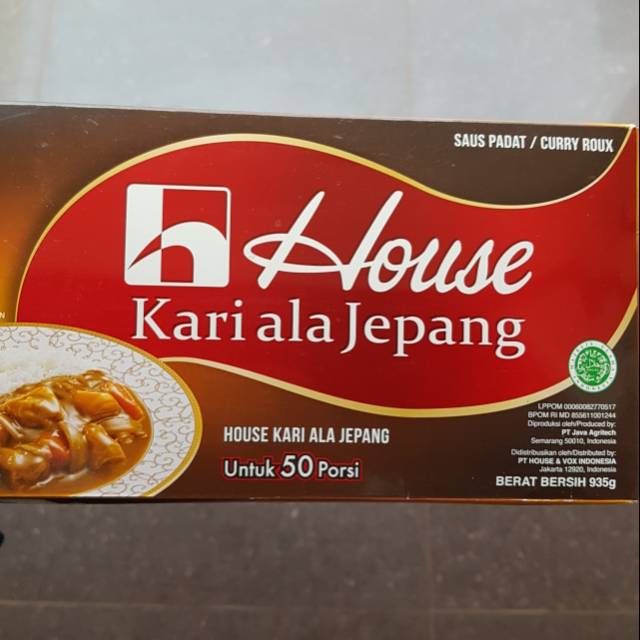 SAUS PADAT / CURRY ROUX
House
Kari ala Jepang
HOUSE KARI ALA JEPANG
Untuk 50 Porsi
LPPOM 00060082770517
BPOM RI MD 855611001244
Diproduksi oleh/Produced by:
PT Java Agritech
Semarang 50010, Indonesia
Didistribusikan oleh/Distributed by:
PT HOUSE & VOX INDONESIA
Jakarta 12920, Indonesia
BERAT BERSIH 935g